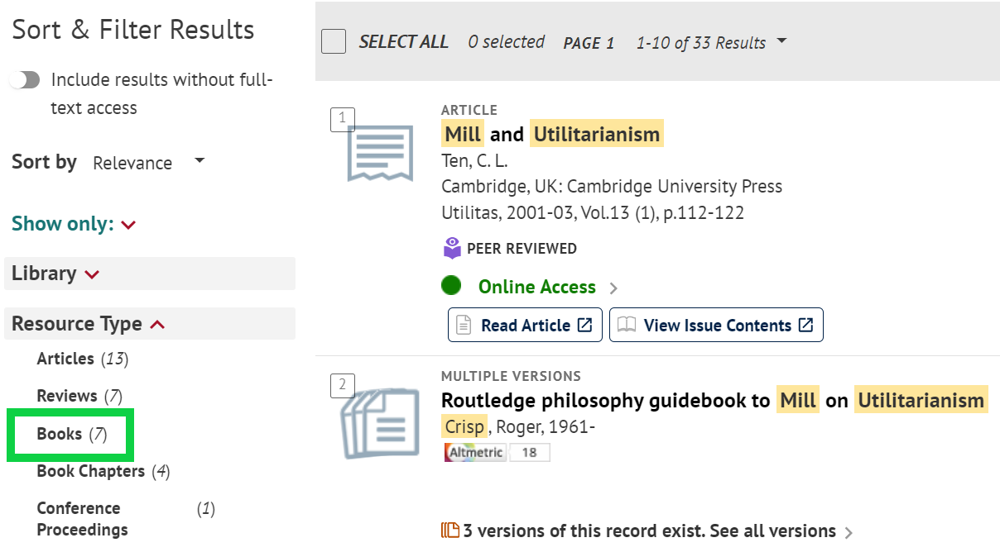 Sort & Filter Results
Include results without full-
text access
Sort by Relevance
Show only:
Library
Resource Type
Articles (13)
Reviews (7)
Books (7)
Book Chapters (4)
Conference (1)
Proceedings
SELECT ALL 0 selected PAGE 1 1-10 of 33 Results
1
ARTICLE
Mill and Utilitarianism
Ten, C. L.
Cambridge, UK: Cambridge University Press
Utilitas, 2001-03, Vol.13 (1), p.112-122
PEER REVIEWED
Online Access
Read Article View Issue Contents
2
MULTIPLE VERSIONS
Routledge philosophy guidebook to Mill on Utilitarianism
Crisp, Roger, 1961-
Altmetric 18
3 versions of this record exist. See all versions